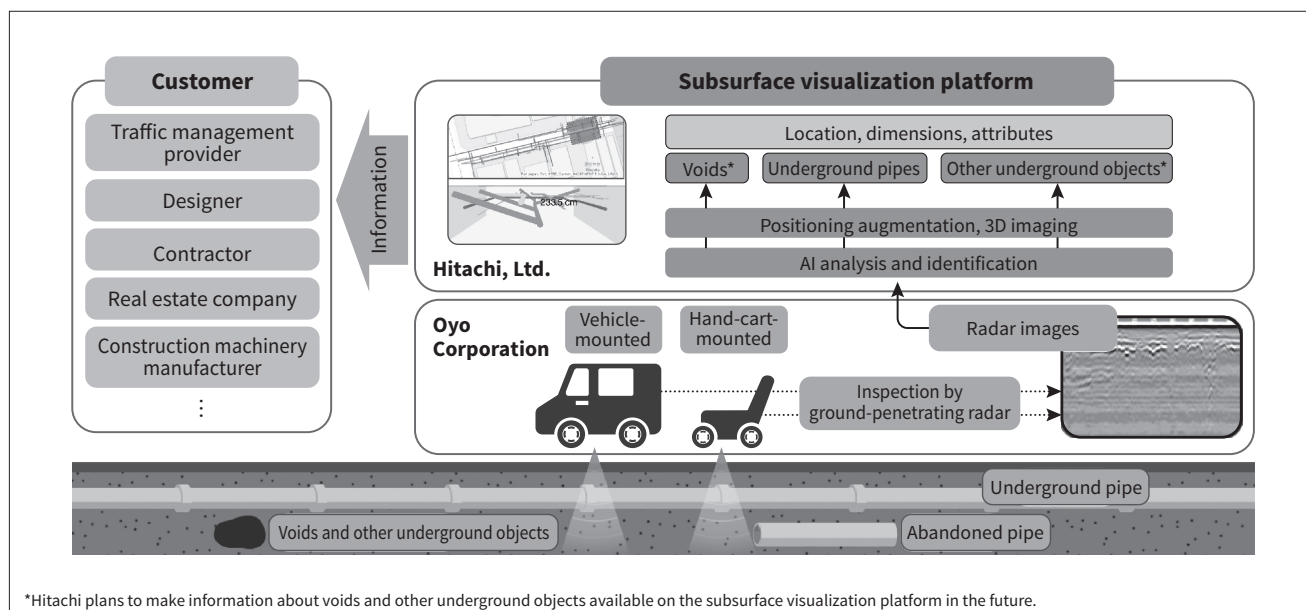 Customer
Traffic management
provider
Designer
Contractor
Real estate company
Construction machinery
manufacturer
⋮
Information
Subsurface visualization platform
233.5 cm
Hitachi, Ltd.
Location, dimensions, attributes
Voids*
Underground pipes
Other underground objects*
Positioning augmentation, 3D imaging
AI analysis and identification
Oyo
Corporation
Vehicle-
mounted
Hand-cart-
mounted
Radar images
Inspection by
ground-penetrating radar
Underground pipe
Voids and other underground objects
Abandoned pipe
*Hitachi plans to make information about voids and other underground objects available on the subsurface visualization platform in the future.